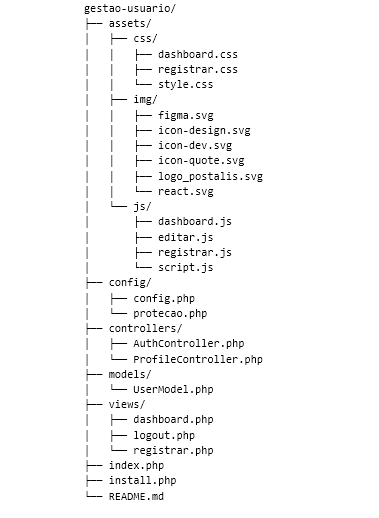 gestao-usuario/
├── assets/
│   ├── css/
│   │   ├── dashboard.css
│   │   ├── registrar.css
│   │   └── style.css
│   ├── img/
│   │   ├── figma.svg
│   │   ├── icon-design.svg
│   │   ├── icon-dev.svg
│   │   ├── icon-quote.svg
│   │   ├── logo_postalis.svg
│   │   └── react.svg
│   └── js/
│       ├── dashboard.js
│       ├── editar.js
│       ├── registrar.js
│       └── script.js
├── config/
│   ├── config.php
│   └── protecao.php
├── controllers/
│   ├── AuthController.php
│   └── ProfileController.php
├── models/
│   └── UserModel.php
├── views/
│   ├── dashboard.php
│   ├── logout.php
│   └── registrar.php
├── index.php
├── install.php
└── README.md